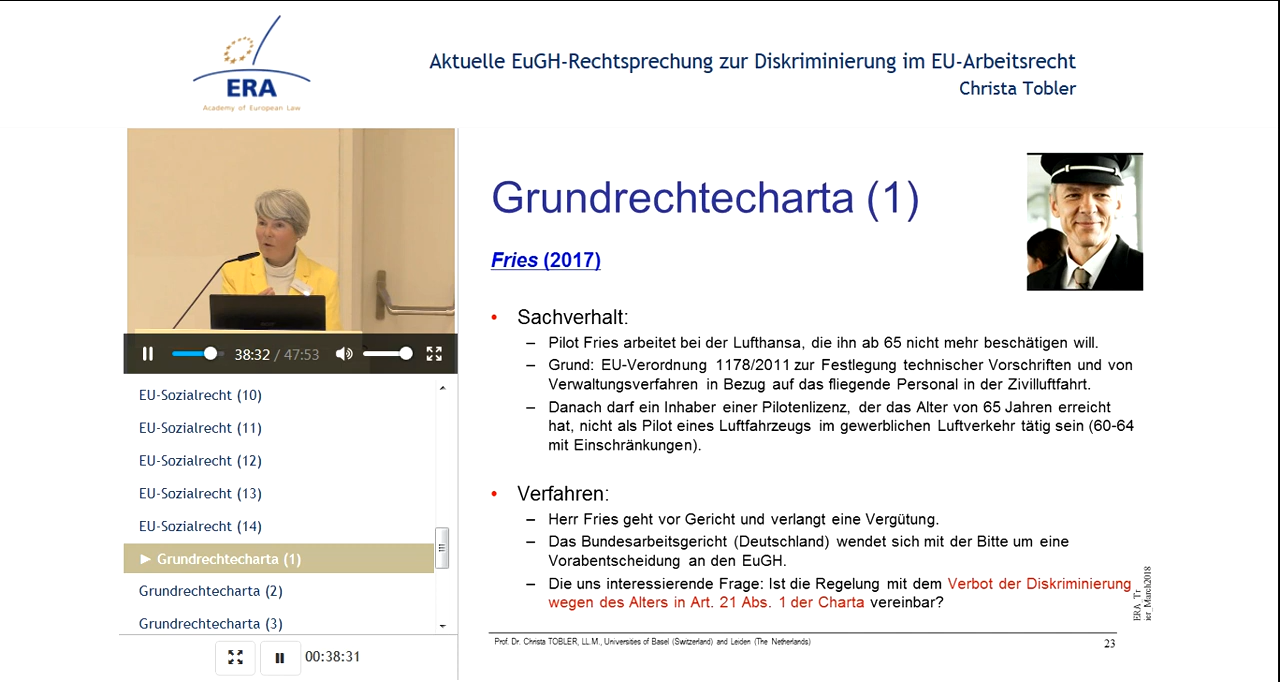 ERA
Academy of European Law
Aktuelle EuGH-Rechtsprechung zur Diskriminierung im EU-Arbeitsrecht
Christa Tobler
38:32 / 47:53
EU-Sozialrecht (10)
EU-Sozialrecht (11)
EU-Sozialrecht (12)
EU-Sozialrecht (13)
EU-Sozialrecht (14)
► Grundrechtecharta (1)
Grundrechtecharta (2)
Grundrechtecharta (3)
00:38:31
Grundrechtecharta (1)
Fries (2017)
• Sachverhalt:
– Pilot Fries arbeitet bei der Lufthansa, die ihn ab 65 nicht mehr beschätigen will.
– Grund: EU-Verordnung 1178/2011 zur Festlegung technischer Vorschriften und von
Verwaltungsverfahren in Bezug auf das fliegende Personal in der Zivilluftfahrt.
– Danach darf ein Inhaber einer Pilotenlizenz, der das Alter von 65 Jahren erreicht
hat, nicht als Pilot eines Luftfahrzeugs im gewerblichen Luftverkehr tätig sein (60-64
mit Einschränkungen).
• Verfahren:
– Herr Fries geht vor Gericht und verlangt eine Vergütung.
– Das Bundesarbeitsgericht (Deutschland) wendet sich mit der Bitte um eine
Vorabentscheidung an den EuGH.
– Die uns interessierende Frage: Ist die Regelung mit dem Verbot der Diskriminierung
wegen des Alters in Art. 21 Abs. 1 der Charta vereinbar?
ERA_Tr
ier_March2018
Prof. Dr. Christa TOBLER, LL.M., Universities of Basel (Switzerland) and Leiden (The Netherlands)
23